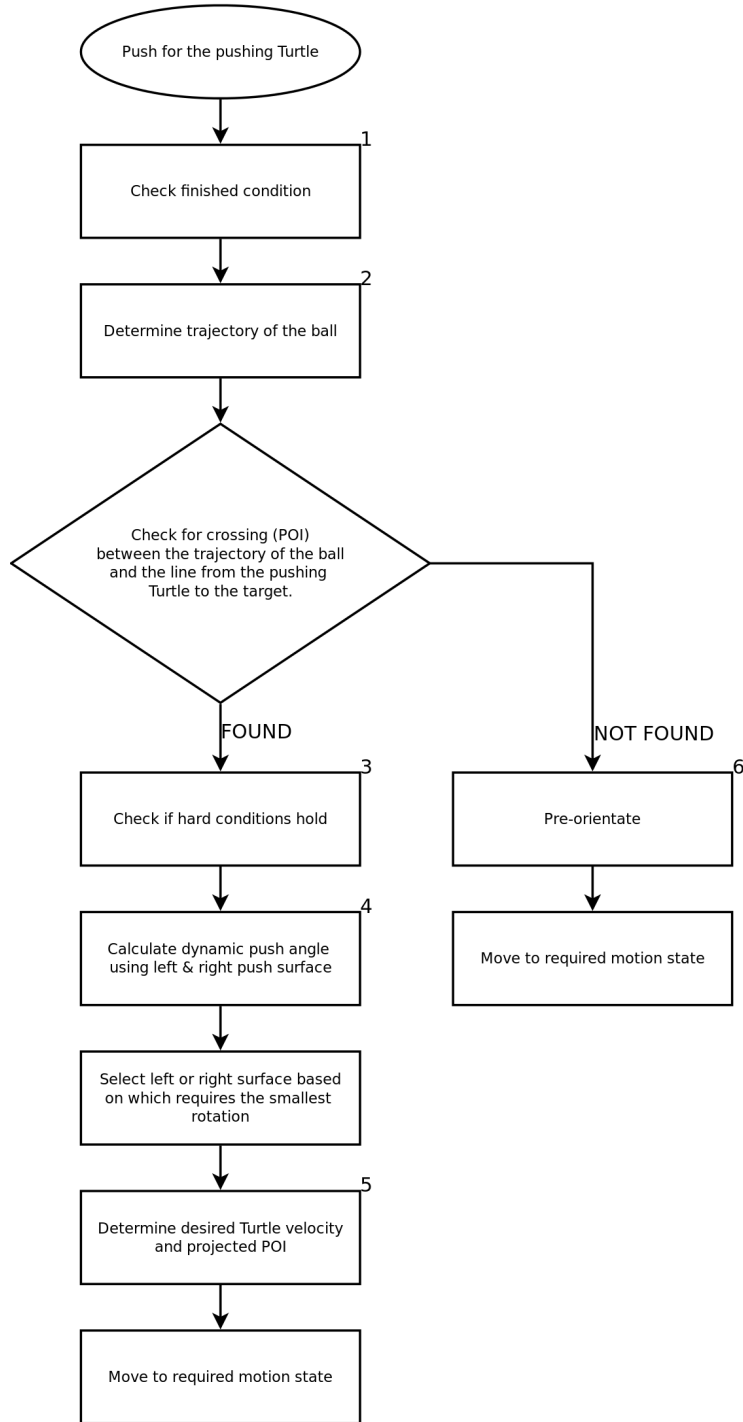 Push for the pushing Turtle
1
Check finished condition
2
Determine trajectory of the ball
Check for crossing (POI)
between the trajectory of the ball
and the line from the pushing
Turtle to the target.
FOUND
NOT FOUND
3
Check if hard conditions hold
6
Pre-orientate
4
Calculate dynamic push angle
using left & right push surface
Move to required motion state
Select left or right surface based
on which requires the smallest
rotation
5
Determine desired Turtle velocity
and projected POI
Move to required motion state